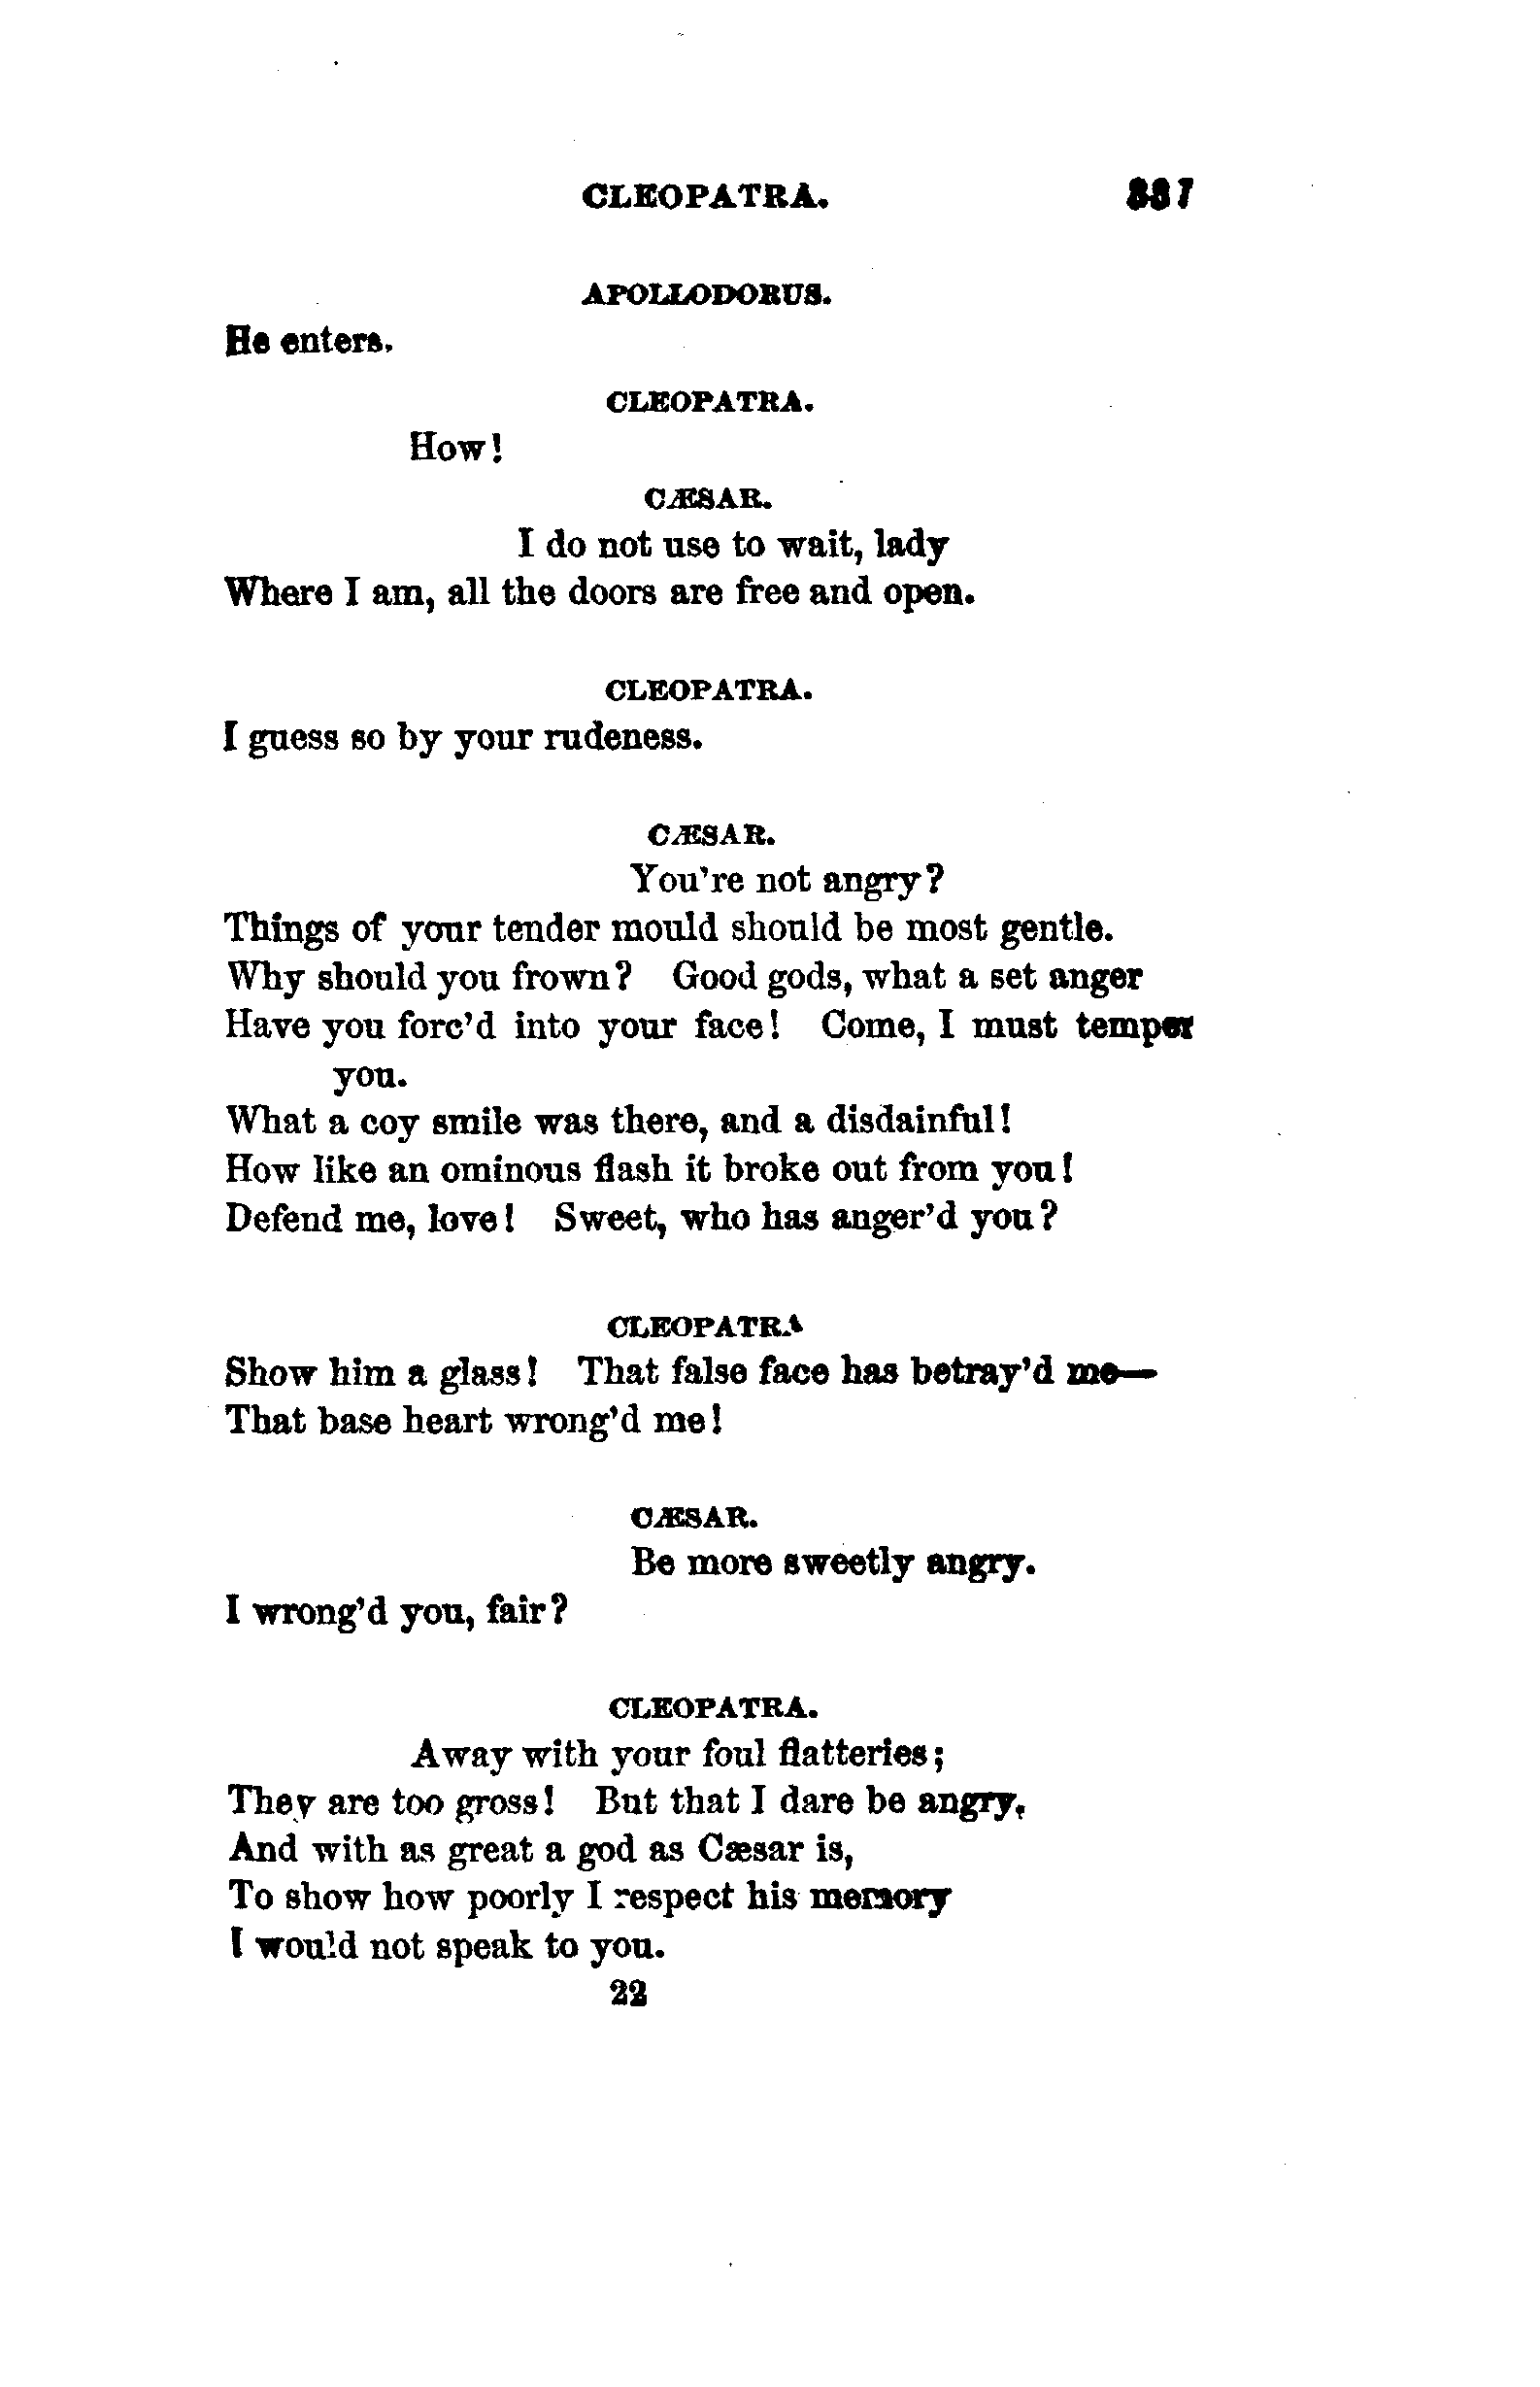 CLEOPATRA. 337
APOLLODORUS.
He enters.
CLEOPATRA.
How!
CÆSAR.
I do not use to wait, lady
Where I am, all the doors are free and open.
CLEOPATRA.
I guess so by your rudeness.
CÆSAR.
You're not angry?
Things of your tender mould should be most gentle.
Why should you frown? Good gods, what a set anger
Have you forc'd into your face! Come, I must temper
you.
What a coy smile was there, and a disdainful!
How like an ominous flash it broke out from you!
Defend me, love! Sweet, who has anger'd you?
CLEOPATRA
Show him a glass! That false face has betray'd me—
That base heart wrong'd me!
CÆSAR.
Be more sweetly angry.
I wrong'd you, fair?
CLEOPATRA.
Away with your foul flatteries;
They are too gross! But that I dare be angry,
And with as great a god as Cæsar is,
To show how poorly I respect his memory
I would not speak to you.
22